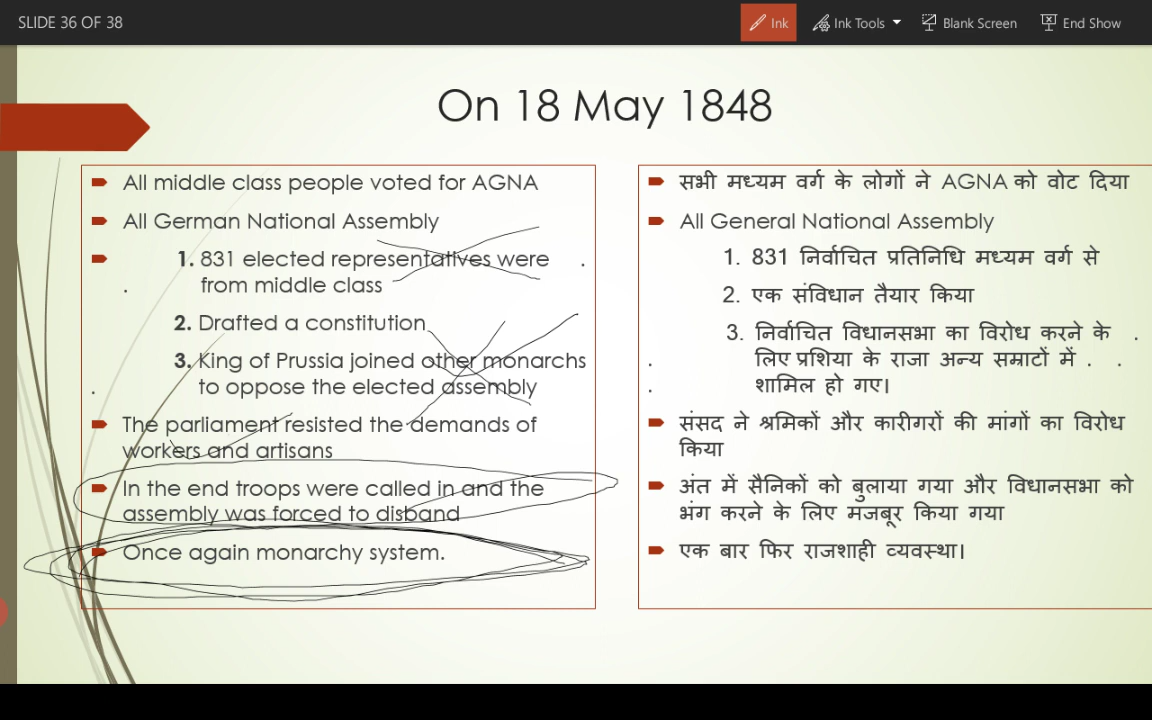 SLIDE 36 OF 38
Ink
Ink Tools
Blank Screen
End Show
On 18 May 1848
All middle class people voted for AGNA
All German National Assembly
1. 831 elected representatives were .
. from middle class
2. Drafted a constitution
3. King of Prussia joined other monarchs
. to oppose the elected assembly
The parliament resisted the demands of
workers and artisans
In the end troops were called in and the
assembly was forced to disband
Once again monarchy system.
सभी मध्यम वर्ग के लोगों ने AGNA को वोट दिया
All General National Assembly
1. 831 निर्वाचित प्रतिनिधि मध्यम वर्ग से
2. एक संविधान तैयार किया
3. निर्वाचित विधानसभा का विरोध करने के .
. लिए प्रशिया के राजा अन्य सम्राटों में . .
. शामिल हो गए।
संसद ने श्रमिकों और कारीगरों की मांगों का विरोध
किया
अंत में सैनिकों को बुलाया गया और विधानसभा को
भंग करने के लिए मजबूर किया गया
एक बार फिर राजशाही व्यवस्था।